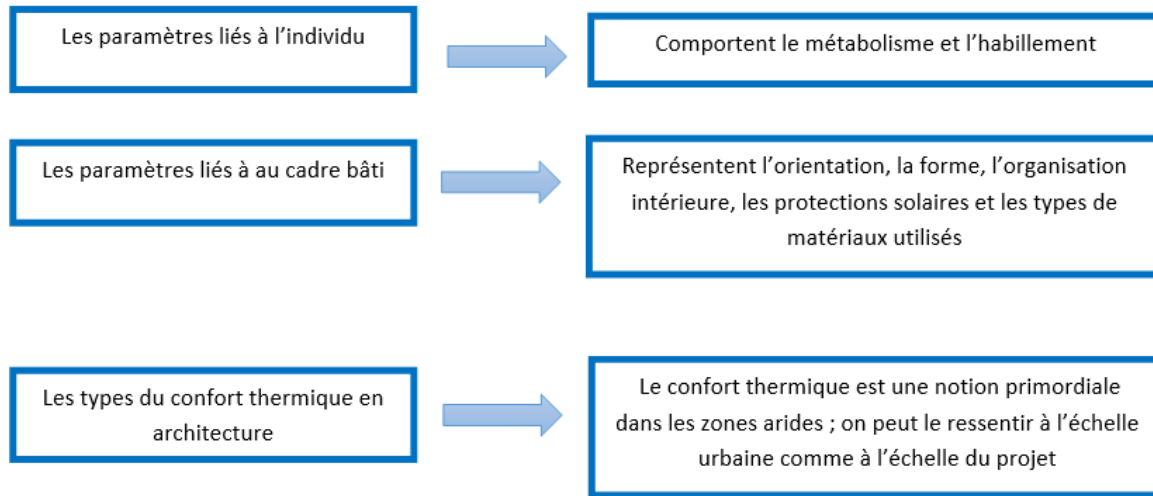 Les paramètres liés à l’individu
Comportent le métabolisme et l’habillement
Les paramètres liés à au cadre bâti
Représentent l’orientation, la forme, l’organisation
intérieure, les protections solaires et les types de
matériaux utilisés
Les types du confort thermique en
architecture
Le confort thermique est une notion primordiale
dans les zones arides ; on peut le ressentir à l’échelle
urbaine comme à l’échelle du projet